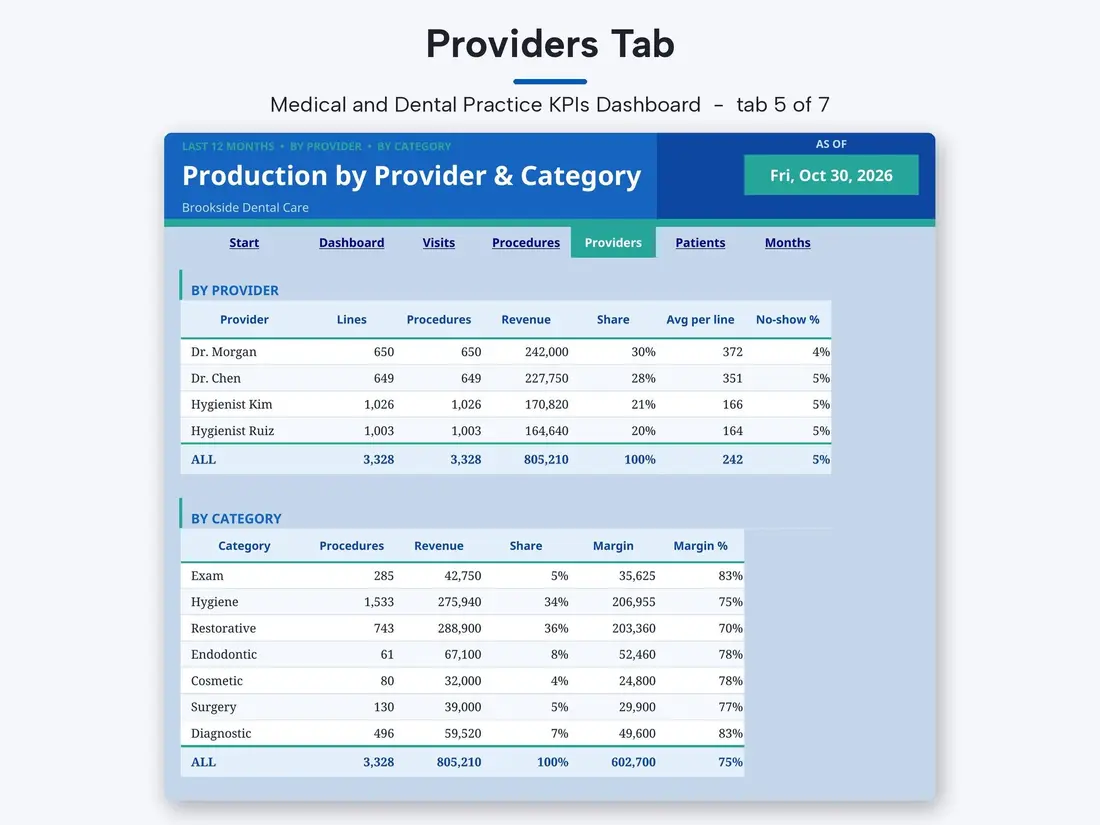 Providers Tab
Medical and Dental Practice KPIs Dashboard - tab 5 of 7
LAST 12 MONTHS • BY PROVIDER • BY CATEGORY
AS OF
Production by Provider & Category
Fri, Oct 30, 2026
Brookside Dental Care
Start Dashboard Visits Procedures Providers Patients Months
BY PROVIDER
Provider Lines Procedures Revenue Share Avg per line No-show %
Dr. Morgan 650 650 242,000 30% 372 4%
Dr. Chen 649 649 227,750 28% 351 5%
Hygienist Kim 1,026 1,026 170,820 21% 166 5%
Hygienist Ruiz 1,003 1,003 164,640 20% 164 5%
ALL 3,328 3,328 805,210 100% 242 5%
BY CATEGORY
Category Procedures Revenue Share Margin Margin %
Exam 285 42,750 5% 35,625 83%
Hygiene 1,533 275,940 34% 206,955 75%
Restorative 743 288,900 36% 203,360 70%
Endodontic 61 67,100 8% 52,460 78%
Cosmetic 80 32,000 4% 24,800 78%
Surgery 130 39,000 5% 29,900 77%
Diagnostic 496 59,520 7% 49,600 83%
ALL 3,328 805,210 100% 602,700 75%